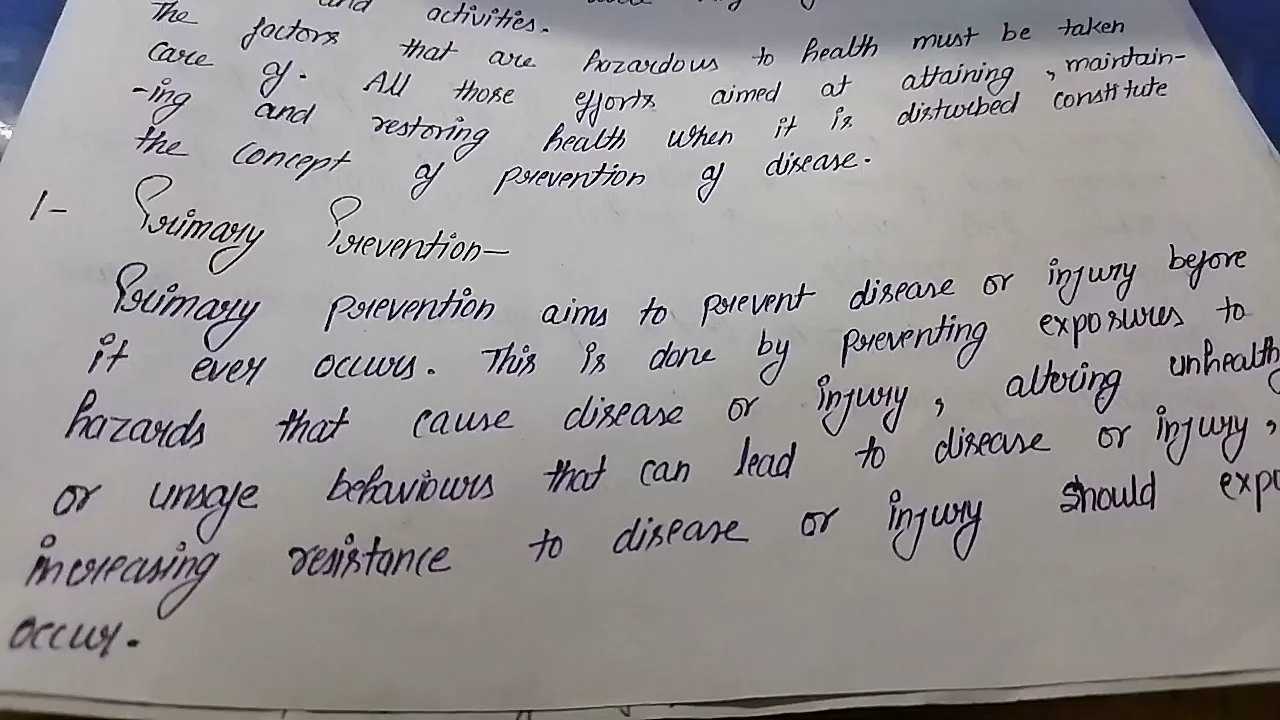 and activities.
The factors that are hazardous to health must be taken
care of. All those efforts aimed at attaining, maintain-
-ing and restoring health when it is disturbed constitute
the concept of prevention of disease.
1- Primary Prevention-
Primary prevention aims to prevent disease or injury before
it ever occurs. This is done by preventing exposures to
hazards that cause disease or injury, altering unhealthy
or unsafe behaviours that can lead to disease or injury,
increasing resistance to disease or injury should expo
occur.